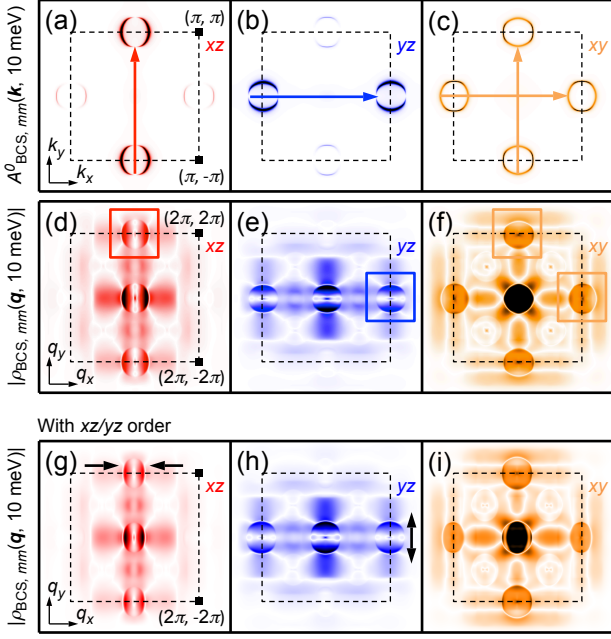 (a) (π, π) xz
(b) yz
(c) xy
A⁰BCS, mm(k, 10 meV)
ky
kx
(π, -π)
(d) (2π, 2π) xz
(e) yz
(f) xy
|ρBCS, mm(q, 10 meV)|
qy
qx
(2π, -2π)
With xz/yz order
(g) xz
(h) yz
(i) xy
|ρBCS, mm(q, 10 meV)|
qy
qx
(2π, -2π)